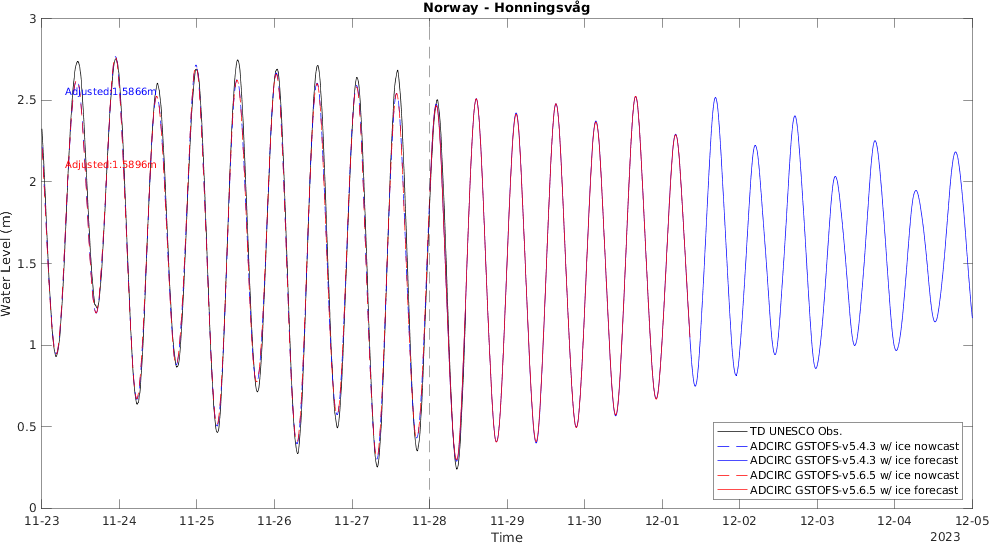 Norway - Honningsvåg
3
2.5
2
1.5
1
0.5
0
Water Level (m)
Adjusted:1.5866m
Adjusted:1.5896m
TD UNESCO Obs.
ADCIRC GSTOFS-v5.4.3 w/ ice nowcast
ADCIRC GSTOFS-v5.4.3 w/ ice forecast
ADCIRC GSTOFS-v5.6.5 w/ ice nowcast
ADCIRC GSTOFS-v5.6.5 w/ ice forecast
11-23 11-24 11-25 11-26 11-27 11-28 11-29 11-30 12-01 12-02 12-03 12-04 12-05
Time
2023